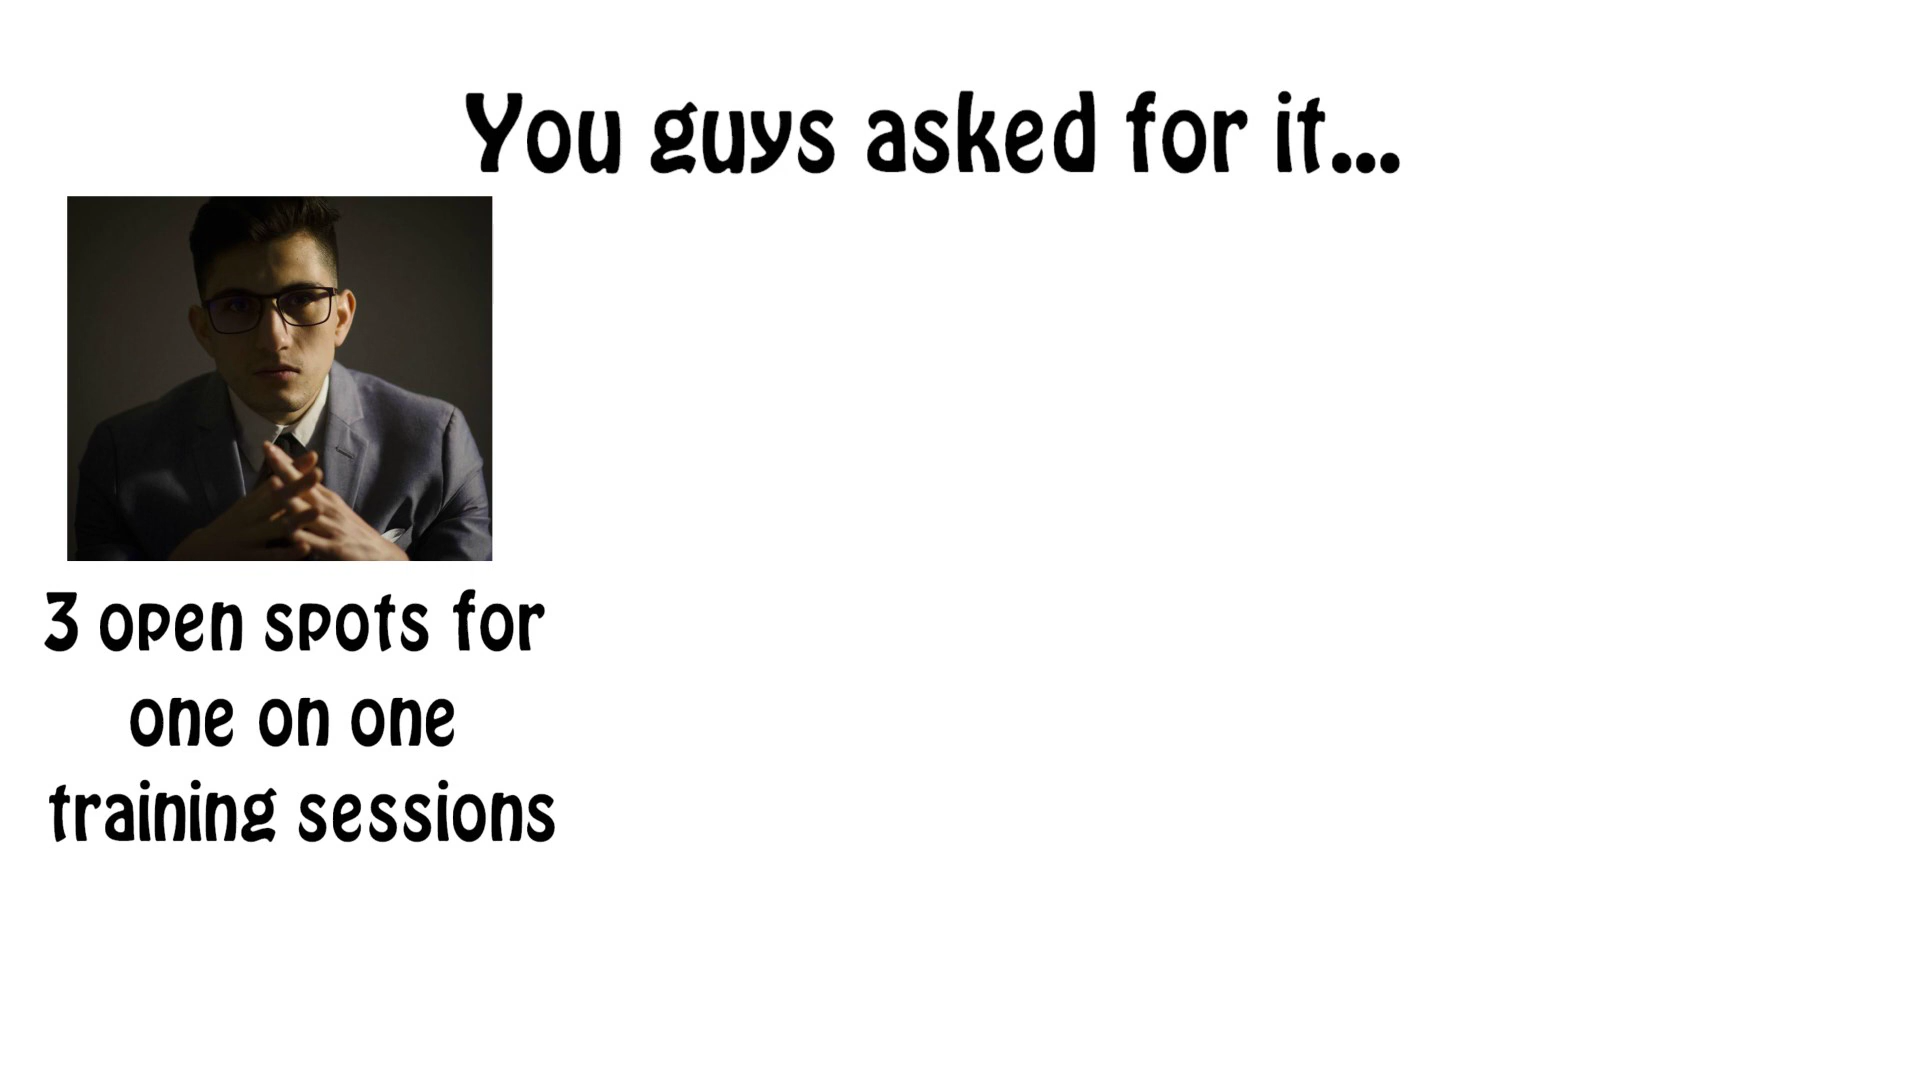 You guys asked for it...
3 open spots for
one on one
training sessions